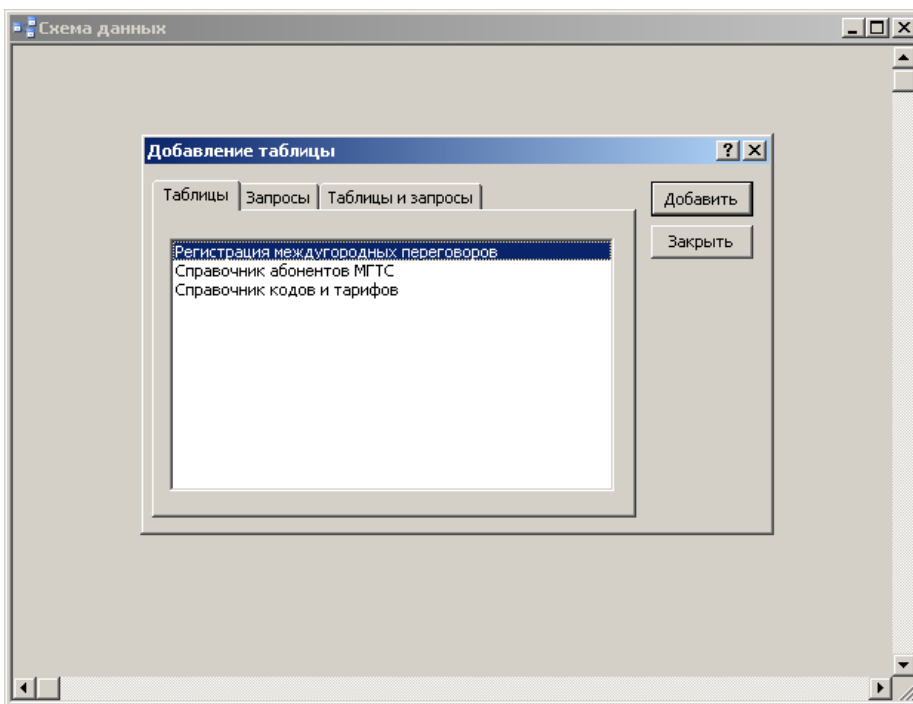 Схема данных
Добавление таблицы
Таблицы Запросы Таблицы и запросы
Добавить
Закрыть
Регистрация междугородных переговоров
Справочник абонентов МГТС
Справочник кодов и тарифов